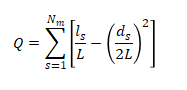 Q = \sum_{s=1}^{N_m} \left[ \frac{l_s}{L} - \left( \frac{d_s}{2L} \right)^2 \right]